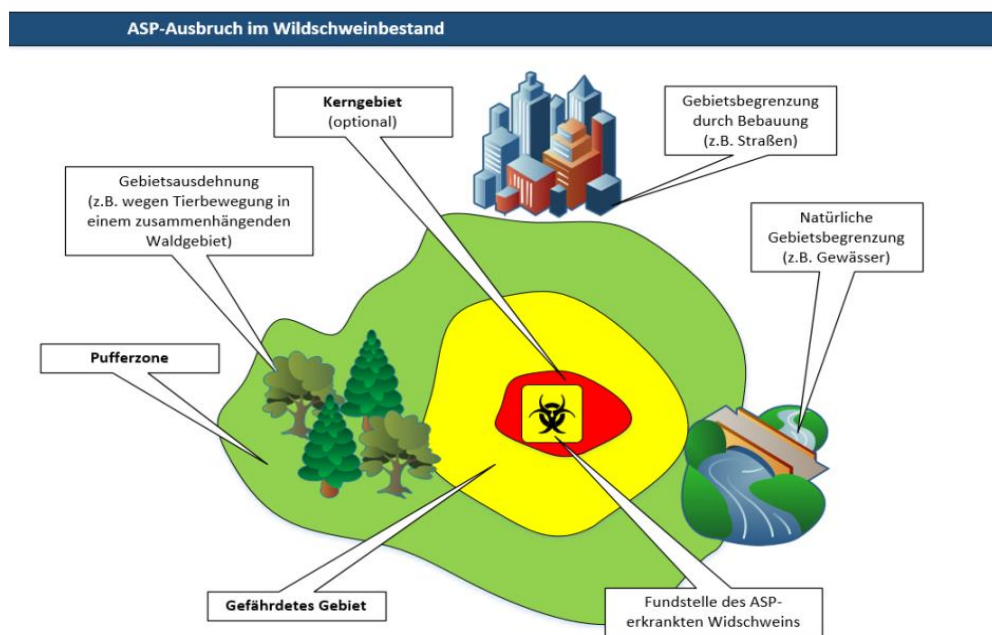 ASP-Ausbruch im Wildschweinbestand
Kerngebiet
(optional)
Gebietsbegrenzung
durch Bebauung
(z.B. Straßen)
Gebietsausdehnung
(z.B. wegen Tierbewegung in
einem zusammenhängenden
Waldgebiet)
Natürliche
Gebietsbegrenzung
(z.B. Gewässer)
Pufferzone
Gefährdetes Gebiet
Fundstelle des ASP-
erkrankten Widschweins